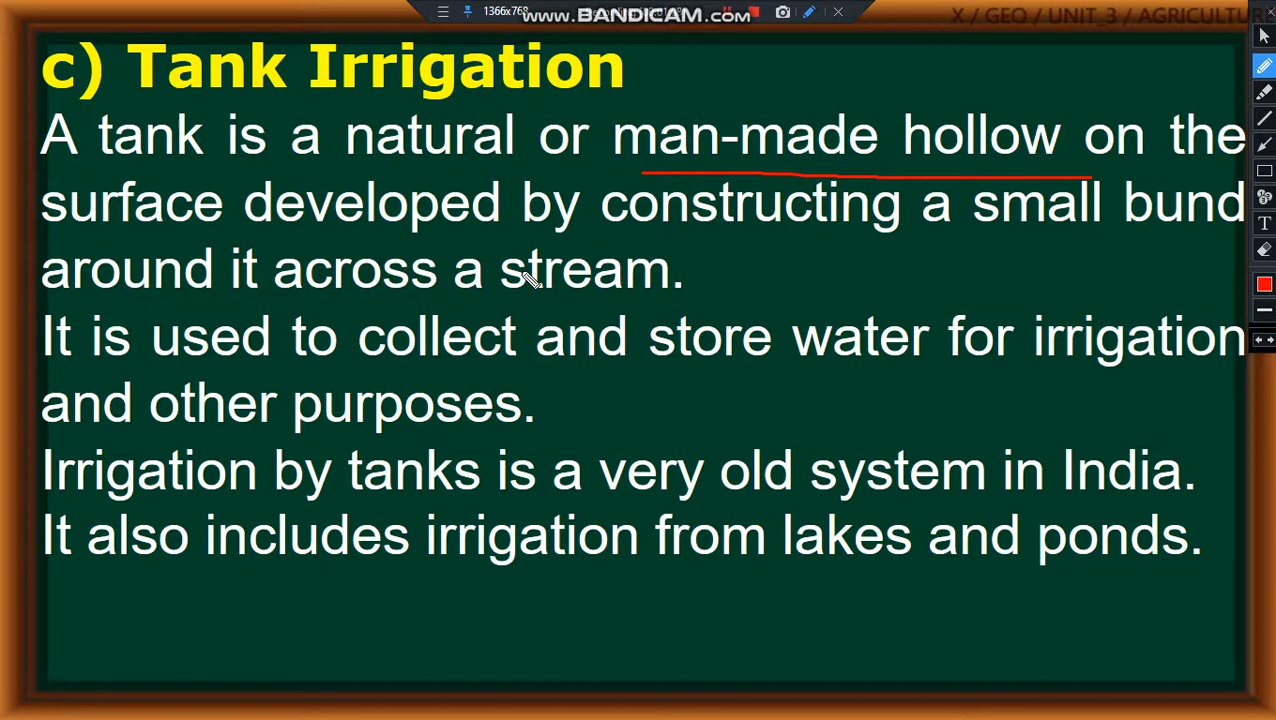 1366x768
www.BANDICAM.com
X / GEO / UNIT_3 / AGRICULTURE
c) Tank Irrigation
A tank is a natural or man-made hollow on the
surface developed by constructing a small bund
around it across a stream.
It is used to collect and store water for irrigation
and other purposes.
Irrigation by tanks is a very old system in India.
It also includes irrigation from lakes and ponds.